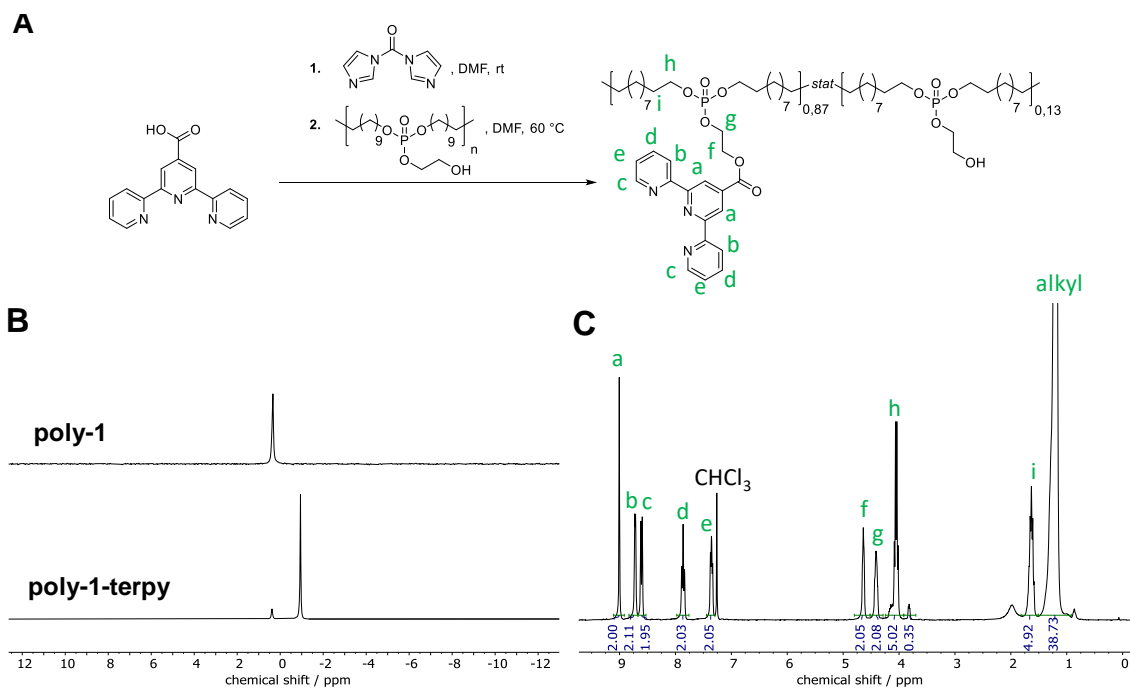 A
O
1. N N , DMF, rt
N N
2. O O P O O 9 9 n , DMF, 60 °C
O OH
HO O
N N N
h
i
7 O O P O O 7 0,87 stat 7 O O P O O 7 0,13
g
O
f
O
OH
d
e b a O
c N
N a
N b
c d
e
B
poly-1
poly-1-terpy
12 10 8 6 4 2 0 -2 -4 -6 -8 -10 -12
chemical shift / ppm
C
alkyl
a
h
CHCl3
b c d e f g i
2.00 2.11 1.95 2.03 2.05 2.05 2.08 5.02 0.35 4.92 38.73
9 8 7 6 5 4 3 2 1 0
chemical shift / ppm